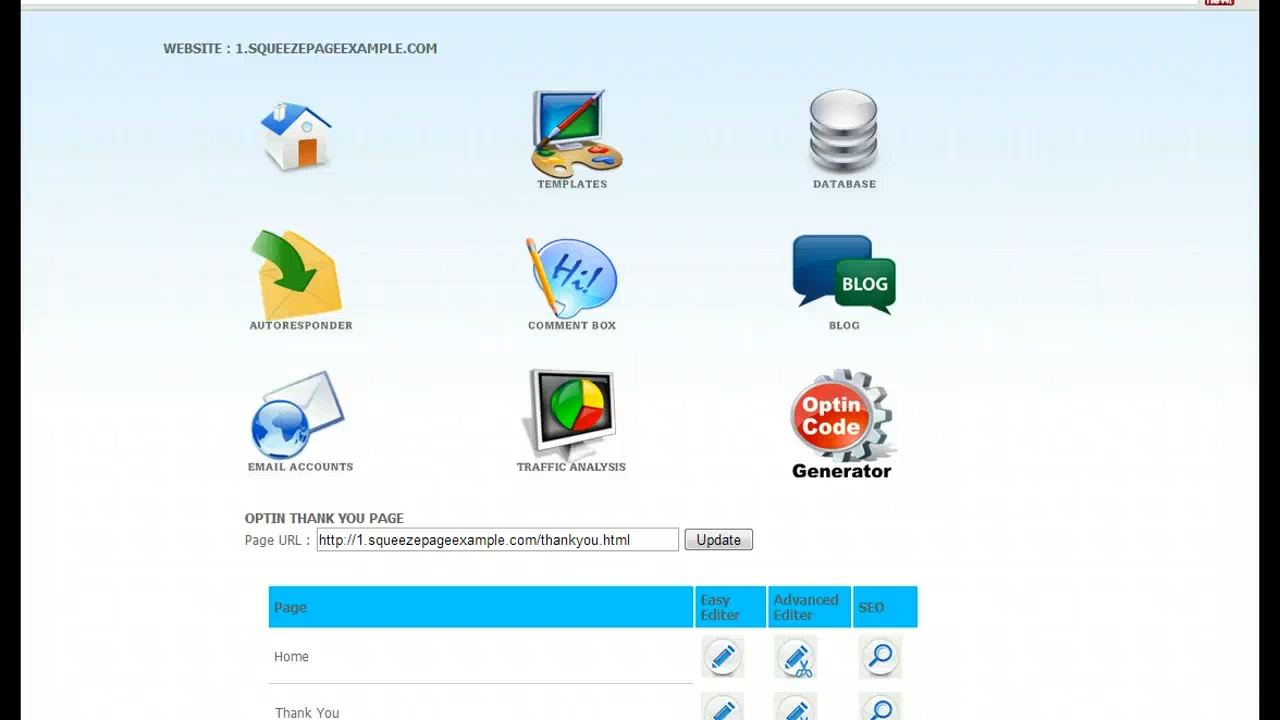 new!
WEBSITE : 1.SQUEEZEPAGEEXAMPLE.COM
TEMPLATES
DATABASE
Hi!
BLOG
AUTORESPONDER
COMMENT BOX
BLOG
Optin
Code
Generator
EMAIL ACCOUNTS
TRAFFIC ANALYSIS
OPTIN THANK YOU PAGE
Page URL : http://1.squeezepageexample.com/thankyou.html Update
Page
Easy
Editer
Advanced
Editer
SEO
Home
Thank You